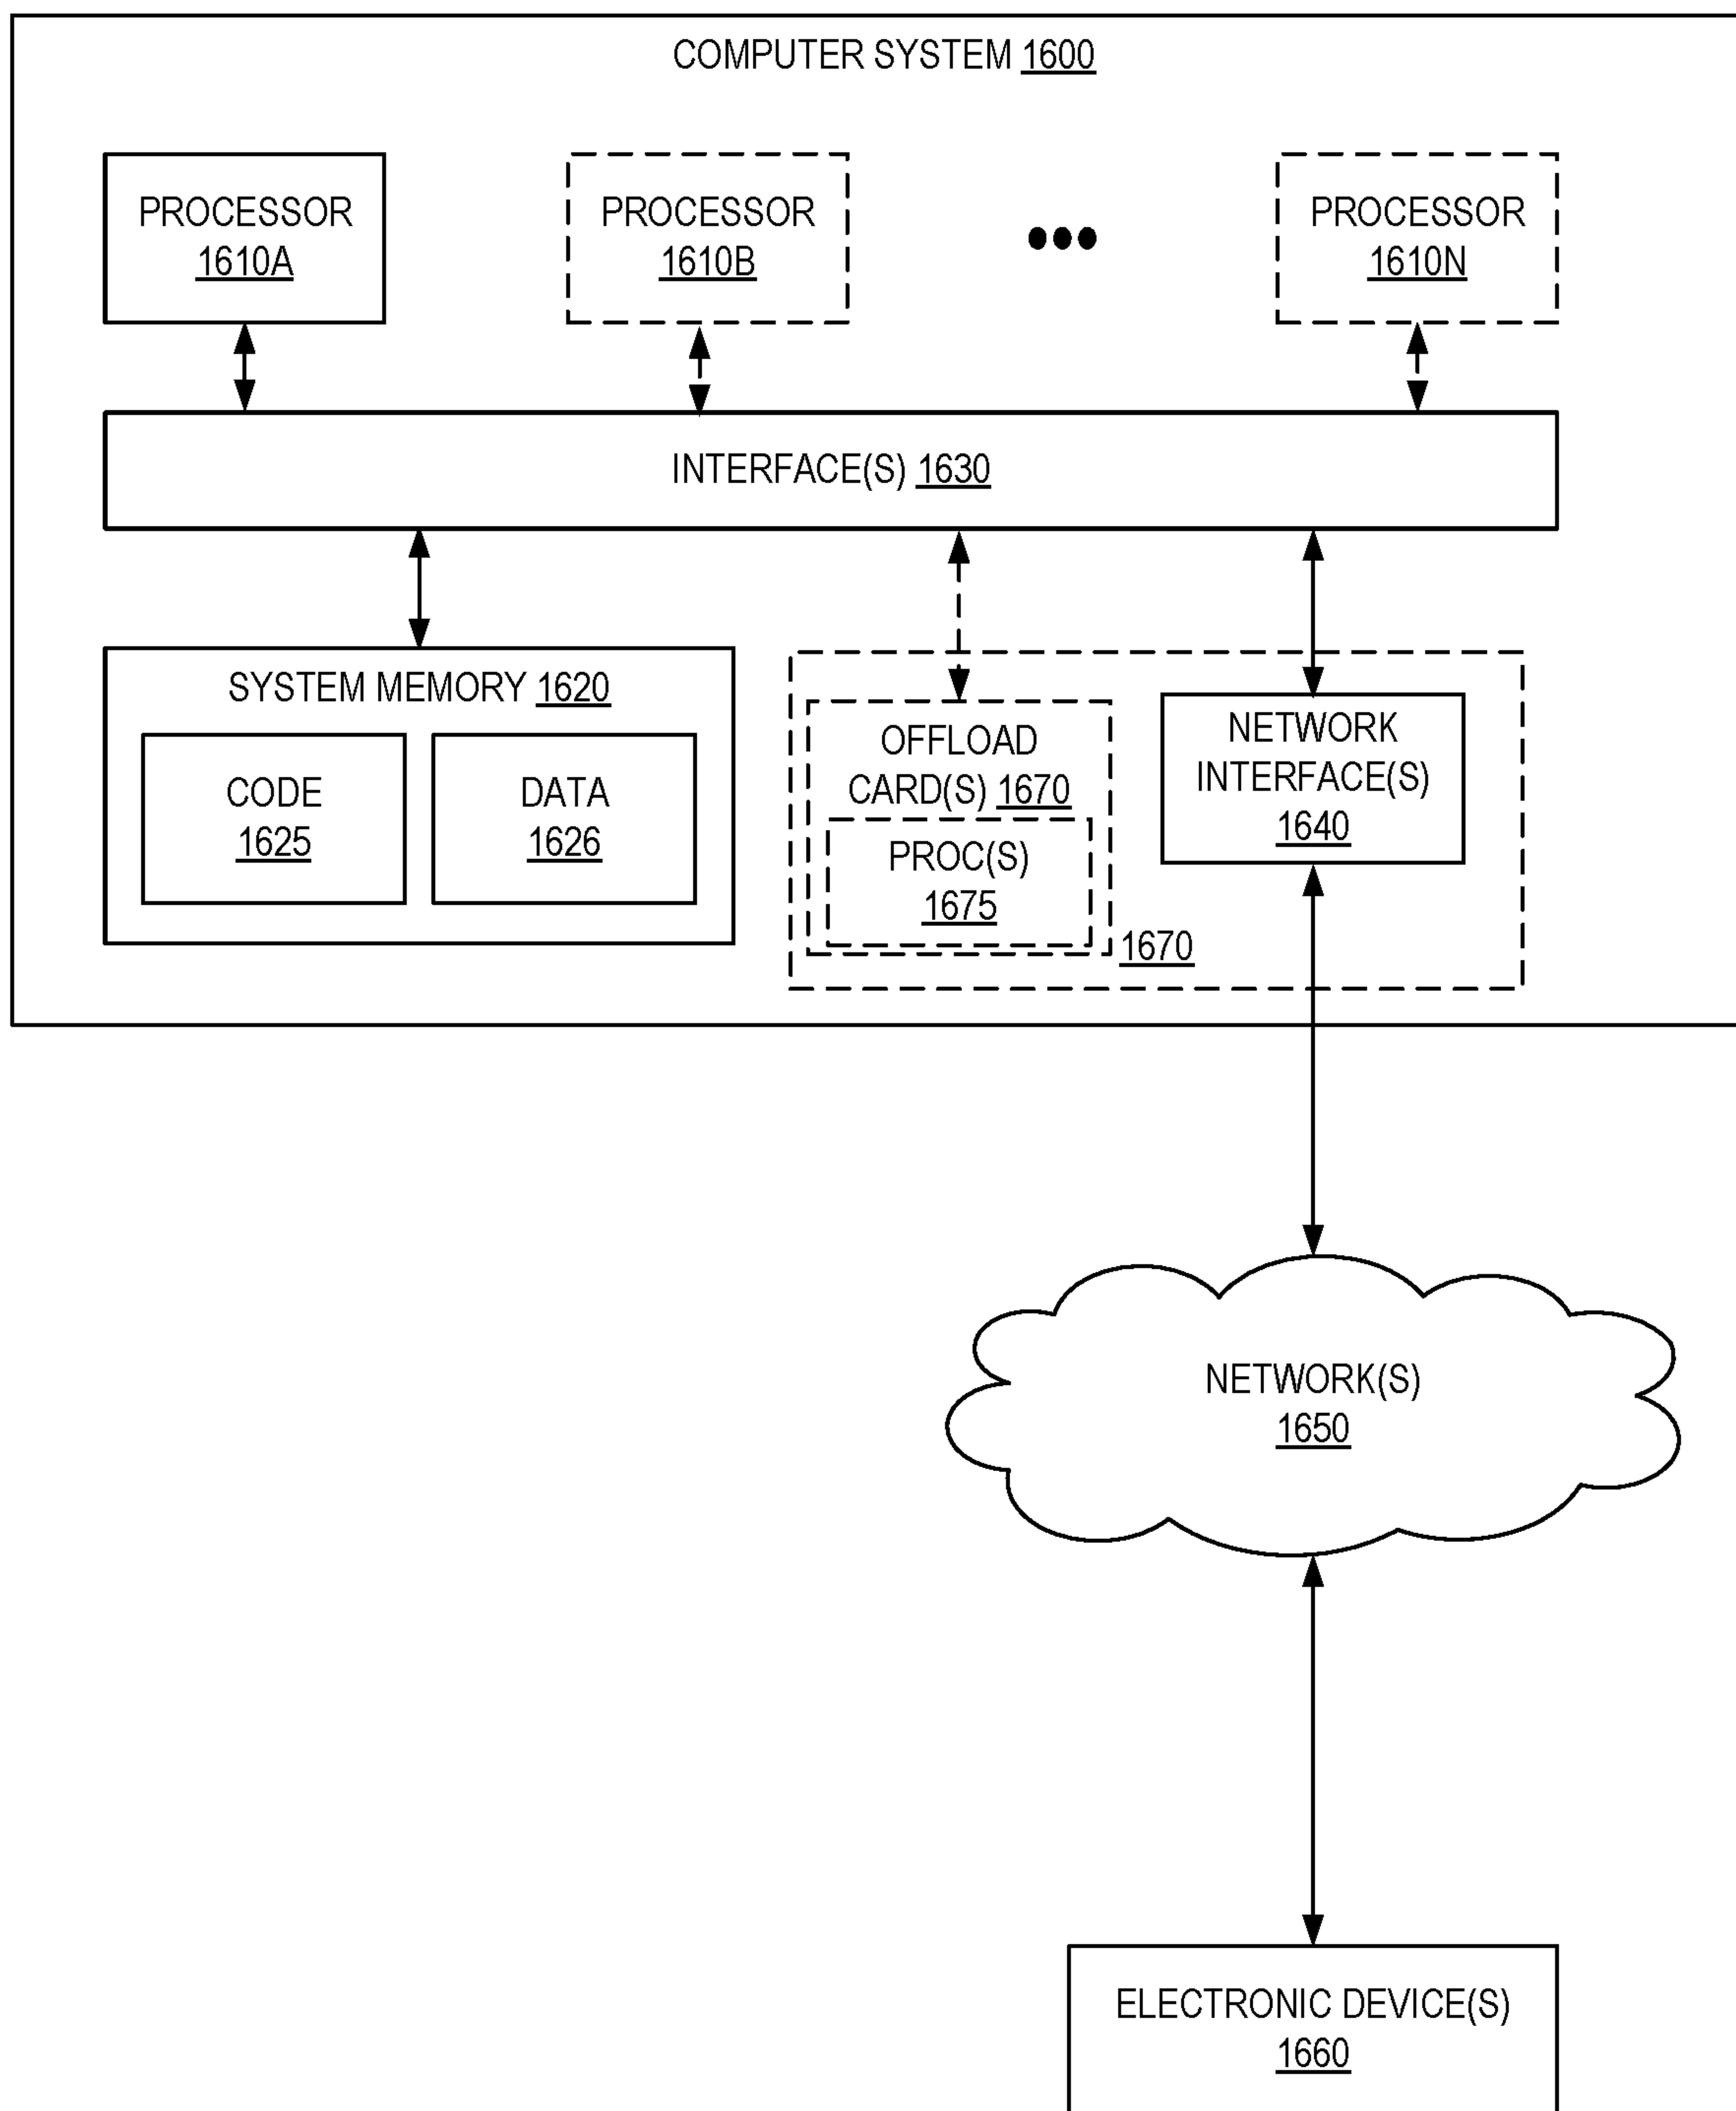 COMPUTER SYSTEM 1600
PROCESSOR
1610A
PROCESSOR
1610B
PROCESSOR
1610N
INTERFACE(S) 1630
SYSTEM MEMORY 1620
CODE
1625
DATA
1626
OFFLOAD
CARD(S) 1670
PROC(S)
1675
1670
NETWORK
INTERFACE(S)
1640
NETWORK(S)
1650
ELECTRONIC DEVICE(S)
1660